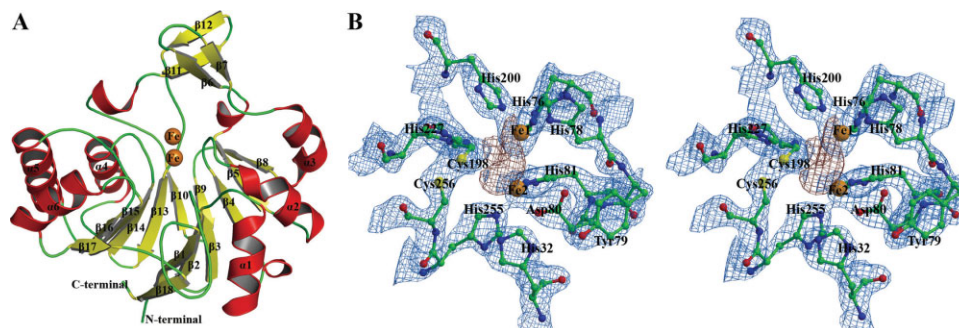 A
β12
β11
β7
β6
Fe
Fe
α5
α4
α6
β8
α3
β5
β9
β10
β4
α2
β15
β13
β16
β14
β17
β3
β1
β2
α1
β18
C-terminal
N-terminal
B
His200
His76
Fe1
His78
His227
Cys198
Cys256
Fe2
His81
Asp80
His255
Tyr79
His32
His200
His76
Fe1
His78
His227
Cys198
Cys256
Fe2
His81
Asp80
His255
Tyr79
His32